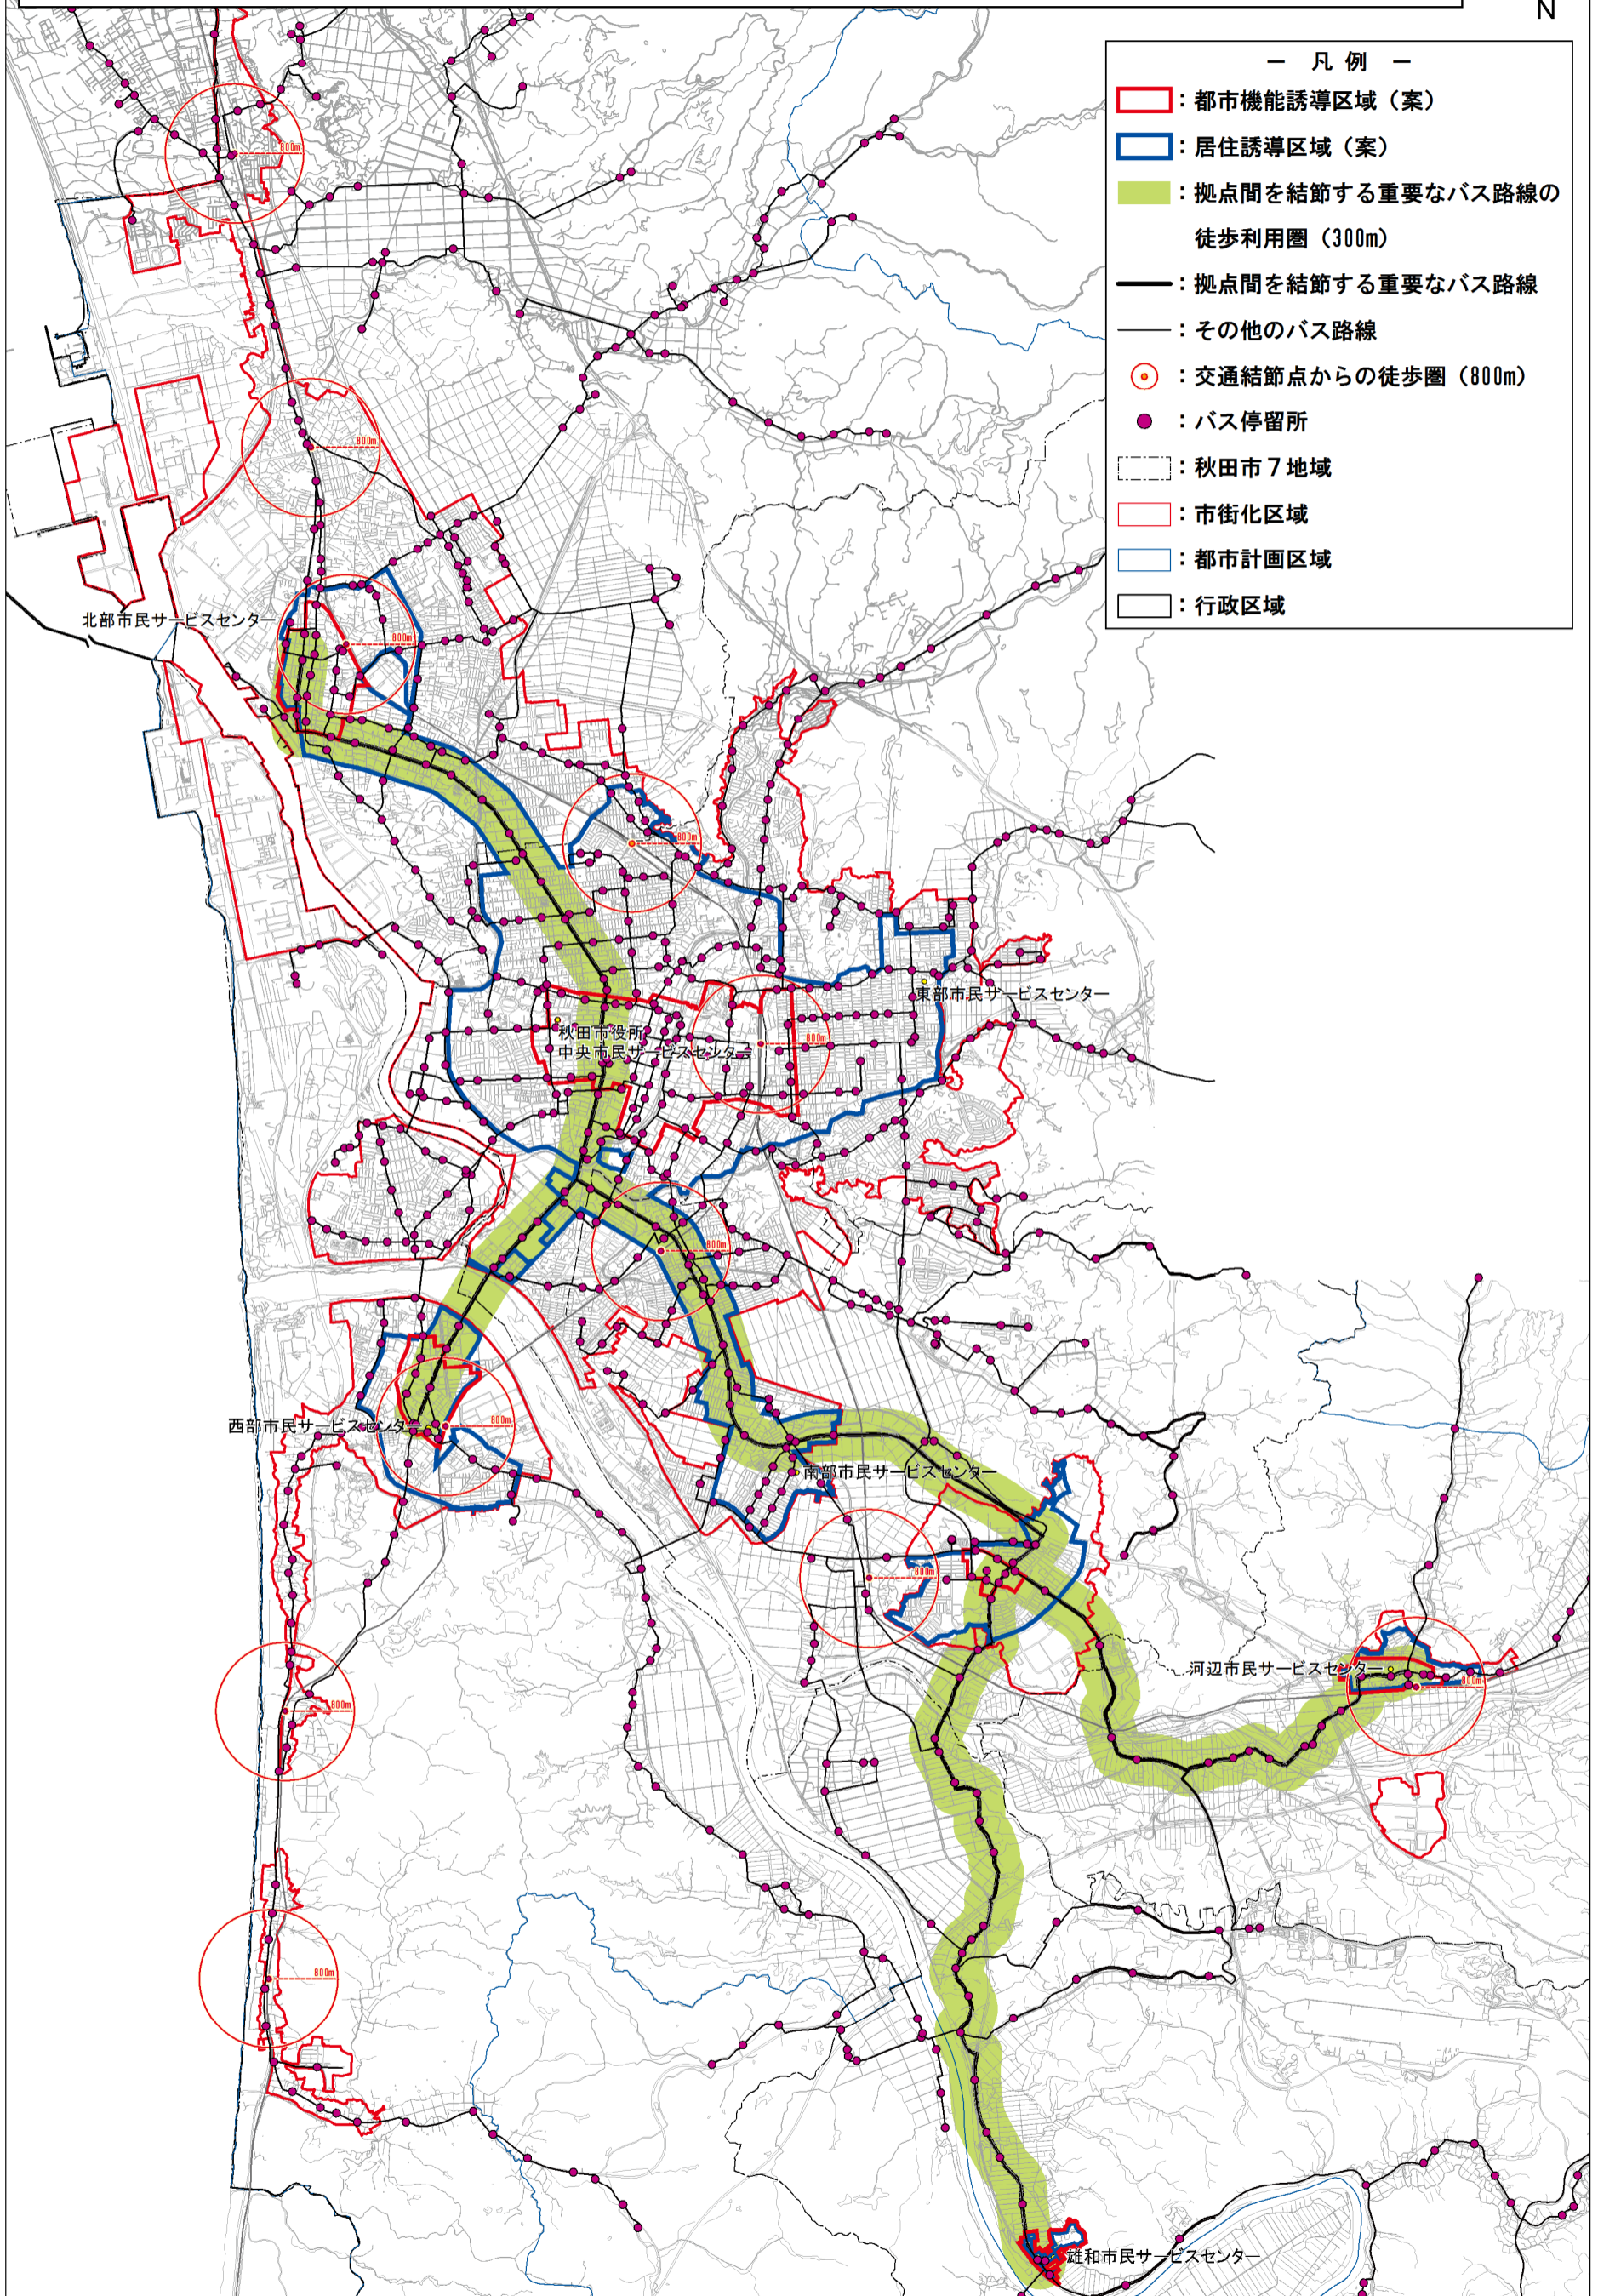 N
― 凡 例 ―
：都市機能誘導区域（案）
：居住誘導区域（案）
：拠点間を結節する重要なバス路線の
徒歩利用圏（300m）
：拠点間を結節する重要なバス路線
：その他のバス路線
：交通結節点からの徒歩圏（800m）
：バス停留所
：秋田市７地域
：市街化区域
：都市計画区域
：行政区域
800m
800m
北部市民サービスセンター
800m
800m
東部市民サービスセンター
秋田市役所
中央市民サービスセンター
800m
800m
西部市民サービスセンター
800m
南部市民サービスセンター
800m
河辺市民サービスセンター
800m
800m
800m
雄和市民サービスセンター